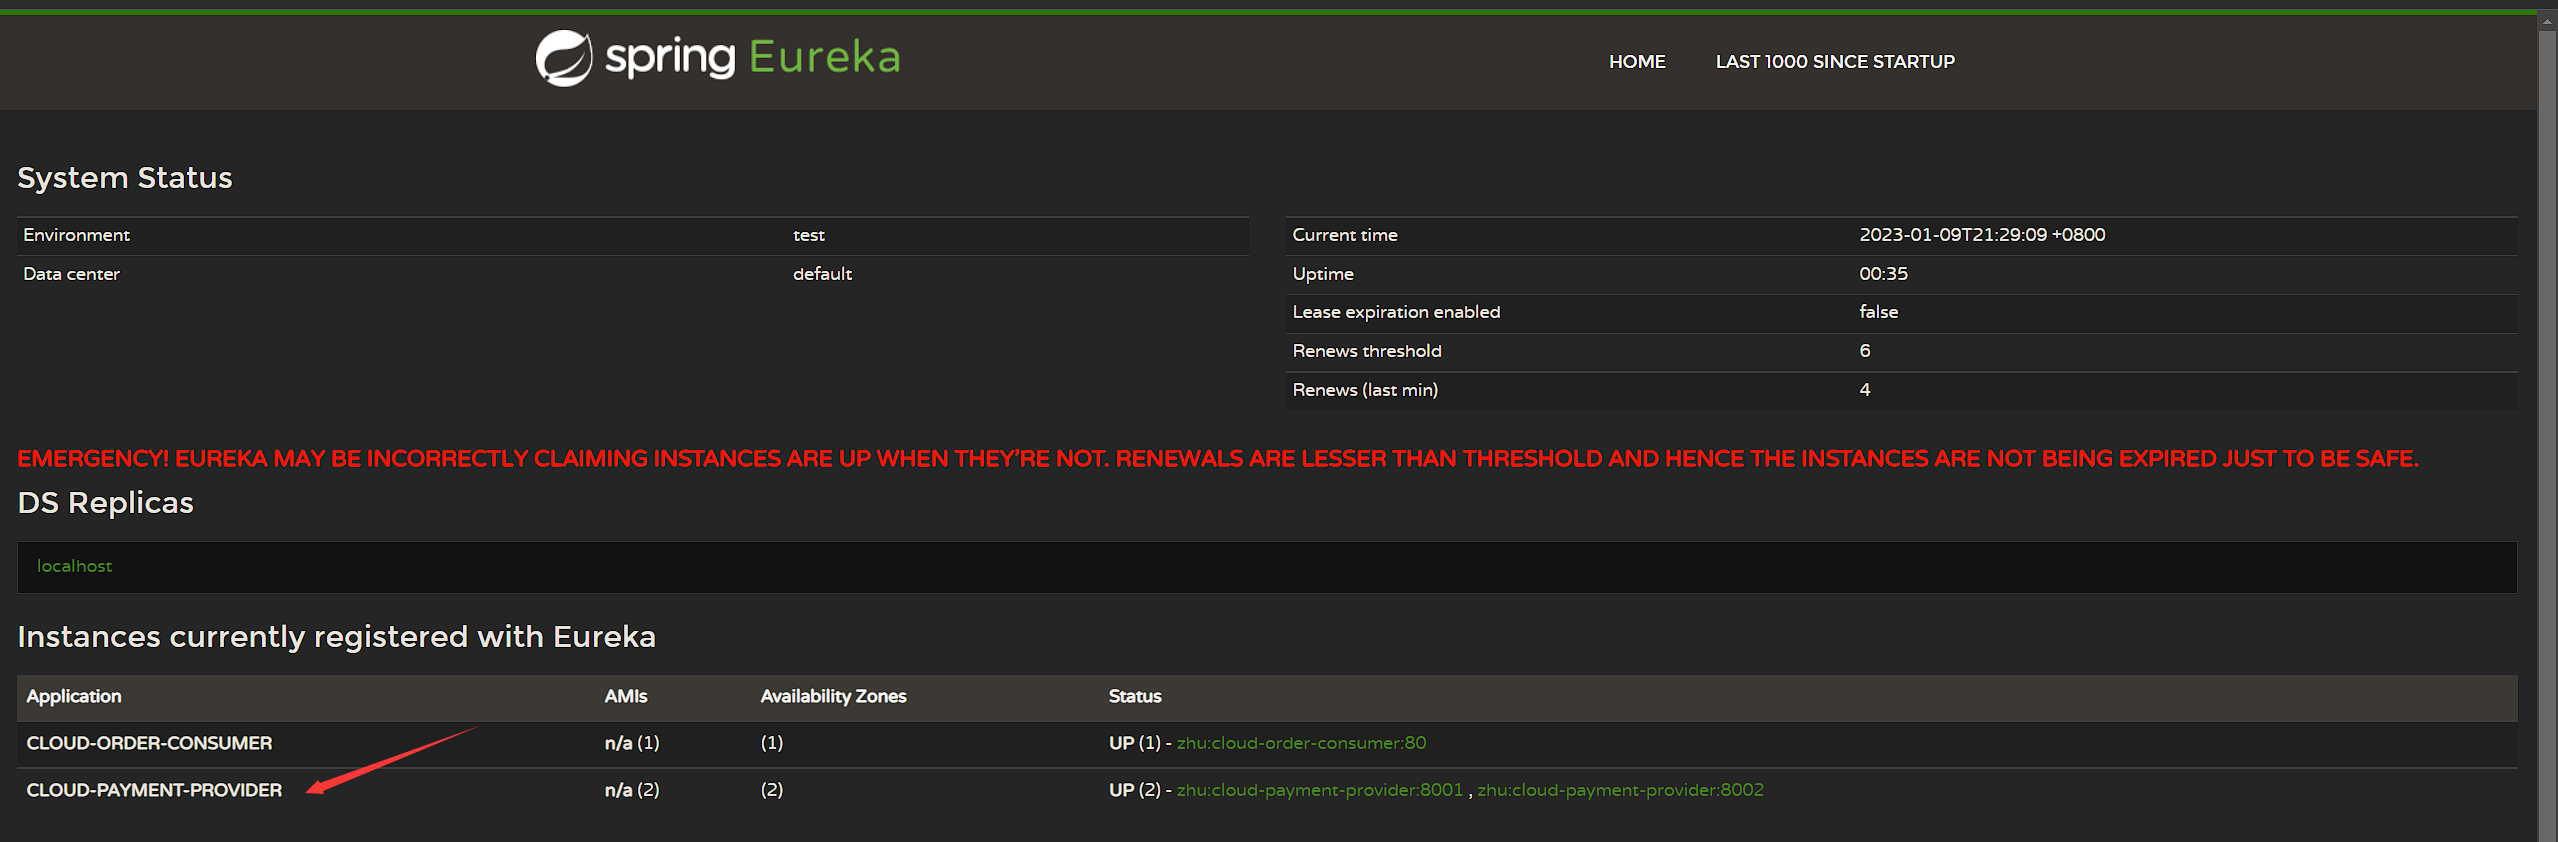 spring Eureka
HOME LAST 1000 SINCE STARTUP
System Status
Environment test
Data center default
Current time 2023-01-09T21:29:09 +0800
Uptime 00:35
Lease expiration enabled false
Renews threshold 6
Renews (last min) 4
EMERGENCY! EUREKA MAY BE INCORRECTLY CLAIMING INSTANCES ARE UP WHEN THEY'RE NOT. RENEWALS ARE LESSER THAN THRESHOLD AND HENCE THE INSTANCES ARE NOT BEING EXPIRED JUST TO BE SAFE.
DS Replicas
localhost
Instances currently registered with Eureka
Application AMIs Availability Zones Status
CLOUD-ORDER-CONSUMER n/a (1) (1) UP (1) - zhu:cloud-order-consumer:80
CLOUD-PAYMENT-PROVIDER n/a (2) (2) UP (2) - zhu:cloud-payment-provider:8001 , zhu:cloud-payment-provider:8002